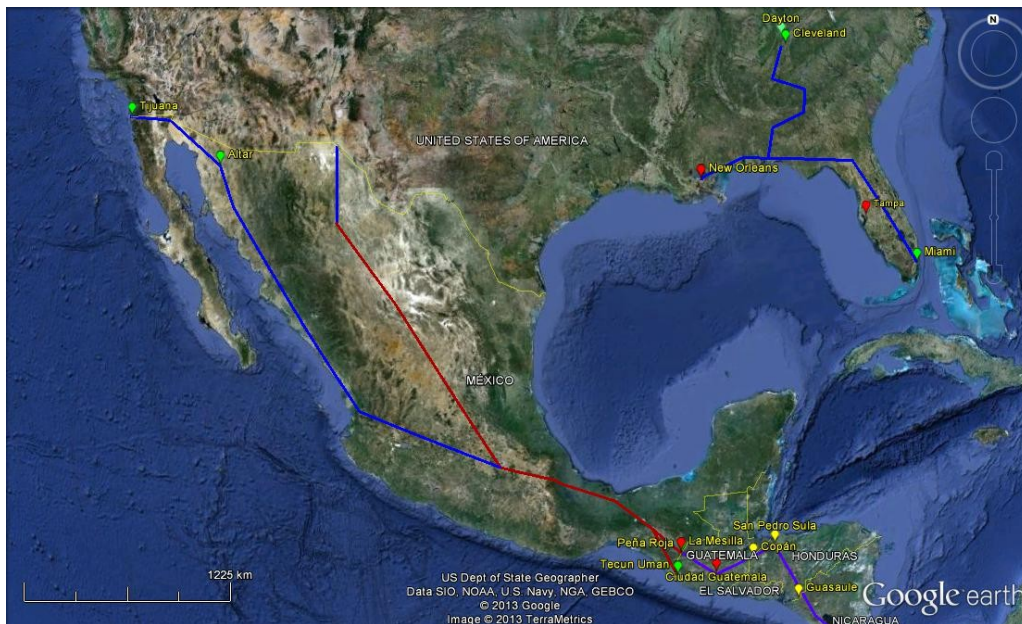 Dayton
Cleveland
N
Tijuana
UNITED STATES OF AMERICA
Altar
New Orleans
Tampa
Miami
MÉXICO
San Pedro Sula
Peña Roja
La Mesilla
Copán
GUATEMALA
HONDURAS
Tecun Uman
1225 km
Ciudad Guatemala
US Dept of State Geographer
EL SALVADOR
Guasaule
Data SIO, NOAA, U.S. Navy, NGA, GEBCO
Google earth
© 2013 Google
Image © 2013 TerraMetrics
NICARAGUA